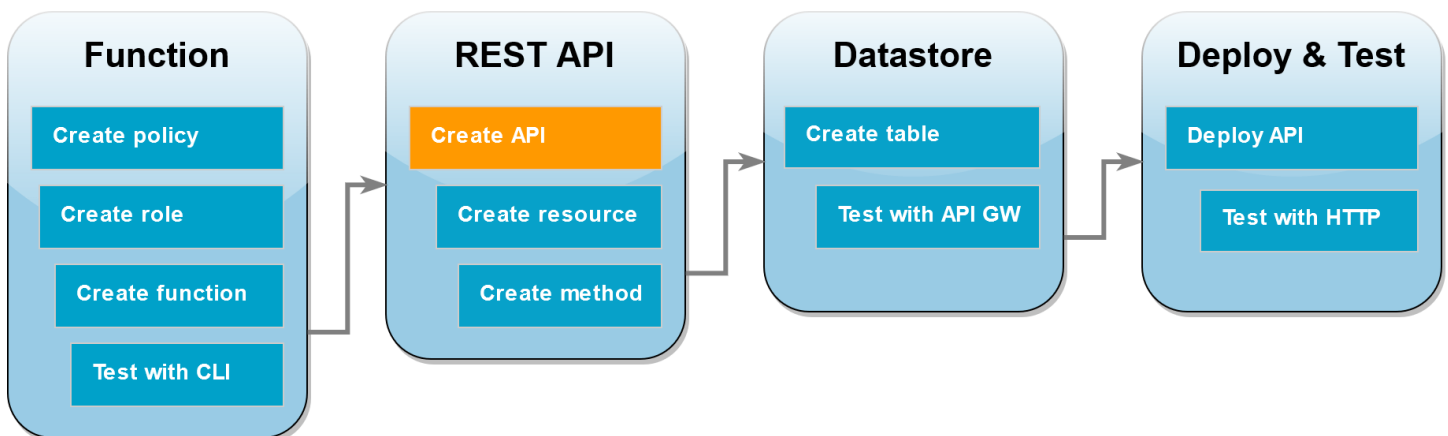 Function
Create policy
Create role
Create function
Test with CLI
REST API
Create API
Create resource
Create method
Datastore
Create table
Test with API GW
Deploy & Test
Deploy API
Test with HTTP